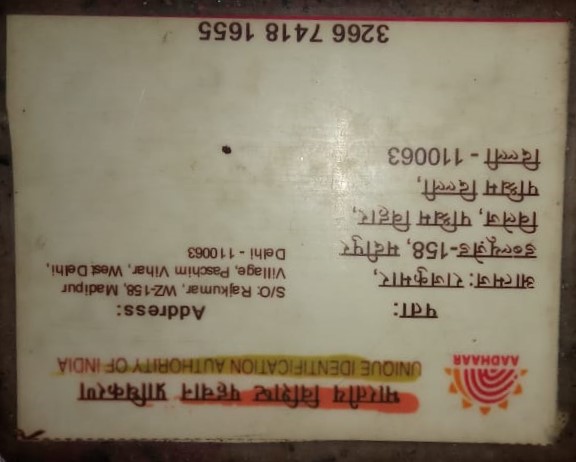 भारतीय विशिष्ट पहचान प्राधिकरण
UNIQUE IDENTIFICATION AUTHORITY OF INDIA
AADHAAR
पता:
आत्मज: राजकुमार,
डब्ल्यूजेड-158, मदीपुर
विलेज, पश्चिम विहार,
पश्चिम दिल्ली,
दिल्ली - 110063
Address:
S/O: Rajkumar, WZ-158, Madipur
Village, Paschim Vihar, West Delhi,
Delhi - 110063
3266 7418 1655